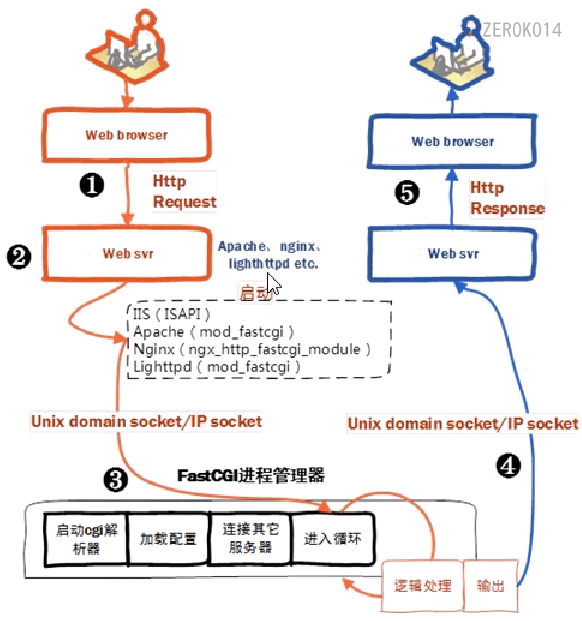 ZER0K014
Web browser
Web browser
❶
Http
Request
❺
Http
Response
❷
Web svr
Apache、nginx、
lighthttpd etc.
Web svr
启动
IIS（ISAPI）
Apache（mod_fastcgi）
Nginx（ngx_http_fastcgi_module）
Lighttpd（mod_fastcgi）
Unix domain socket/IP socket
Unix domain socket/IP socket
❸
FastCGI进程管理器
❹
启动cgi解
析器
加载配置
连接其它
服务器
进入循环
逻辑处理
输出